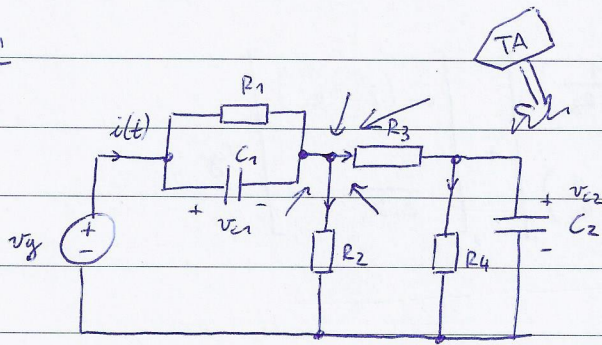 TA
R1
i(t)
R3
C1
+ vc1 -
+ vc2
C2
-
vg
+
-
R2
R4